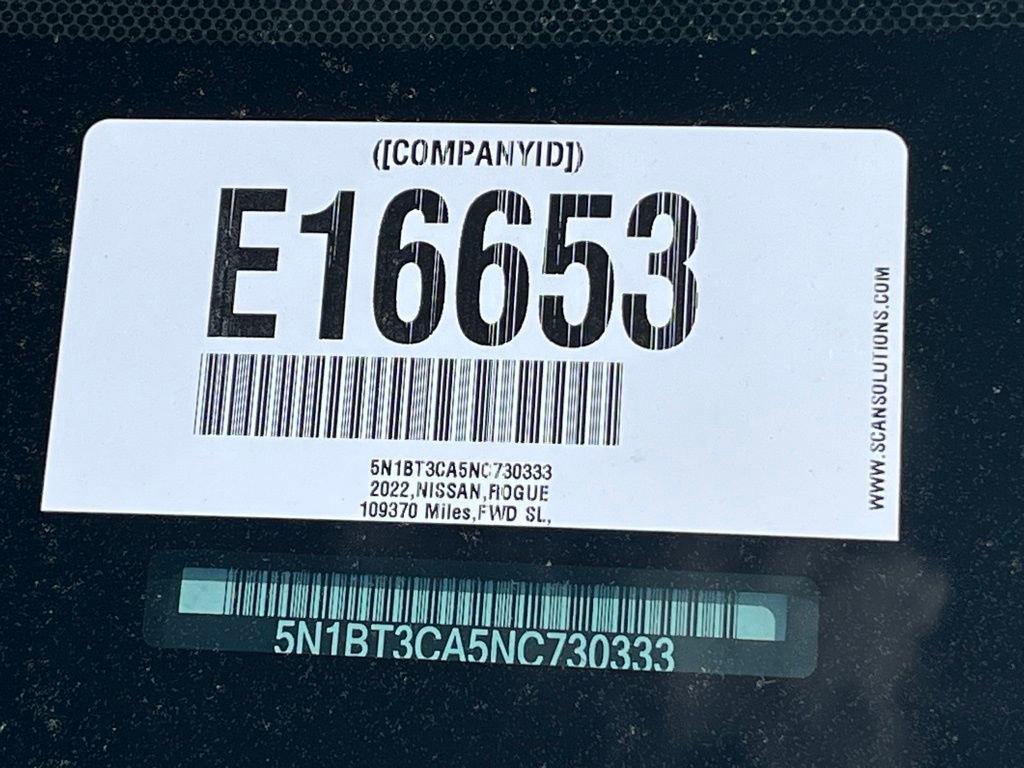 ([COMPANYID])
E16653
5N1BT3CA5NC730333
2022,NISSAN,ROGUE
109370 Miles,FWD SL,
WWW.SCANSOLUTIONS.COM
5N1BT3CA5NC730333